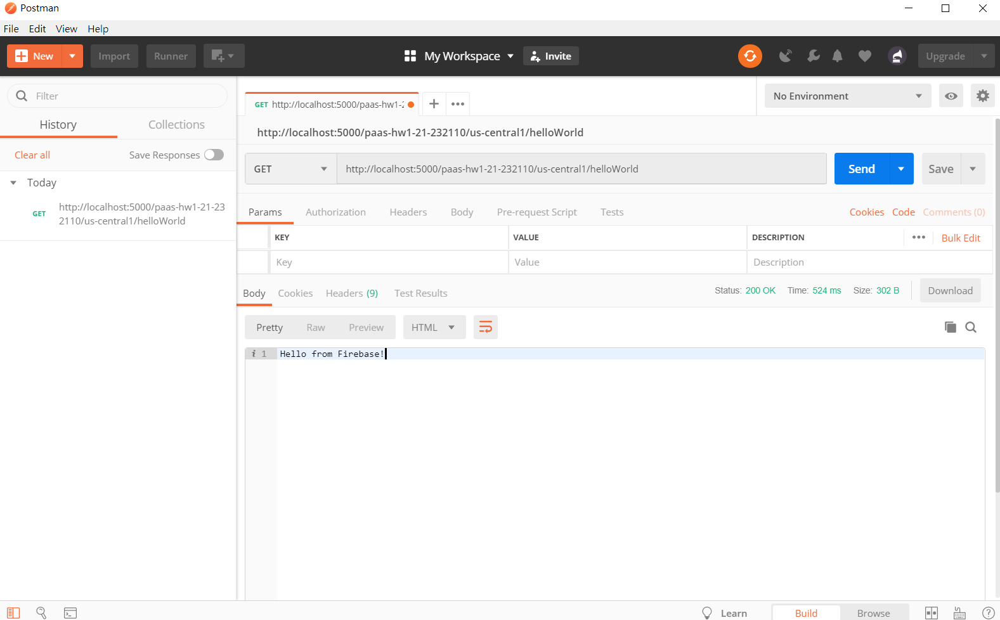 Postman
File Edit View Help
New Import Runner My Workspace Invite Upgrade
Filter
History Collections
Clear all Save Responses
Today
GET http://localhost:5000/paas-hw1-21-23
2110/us-central1/helloWorld
GET http://localhost:5000/paas-hw1-2
No Environment
http://localhost:5000/paas-hw1-21-232110/us-central1/helloWorld
GET http://localhost:5000/paas-hw1-21-232110/us-central1/helloWorld Send Save
Params Authorization Headers Body Pre-request Script Tests Cookies Code Comments (0)
KEY VALUE DESCRIPTION Bulk Edit
Key Value Description
Body Cookies Headers (9) Test Results Status: 200 OK Time: 524 ms Size: 302 B Download
Pretty Raw Preview HTML
i 1 Hello from Firebase!
Learn Build Browse